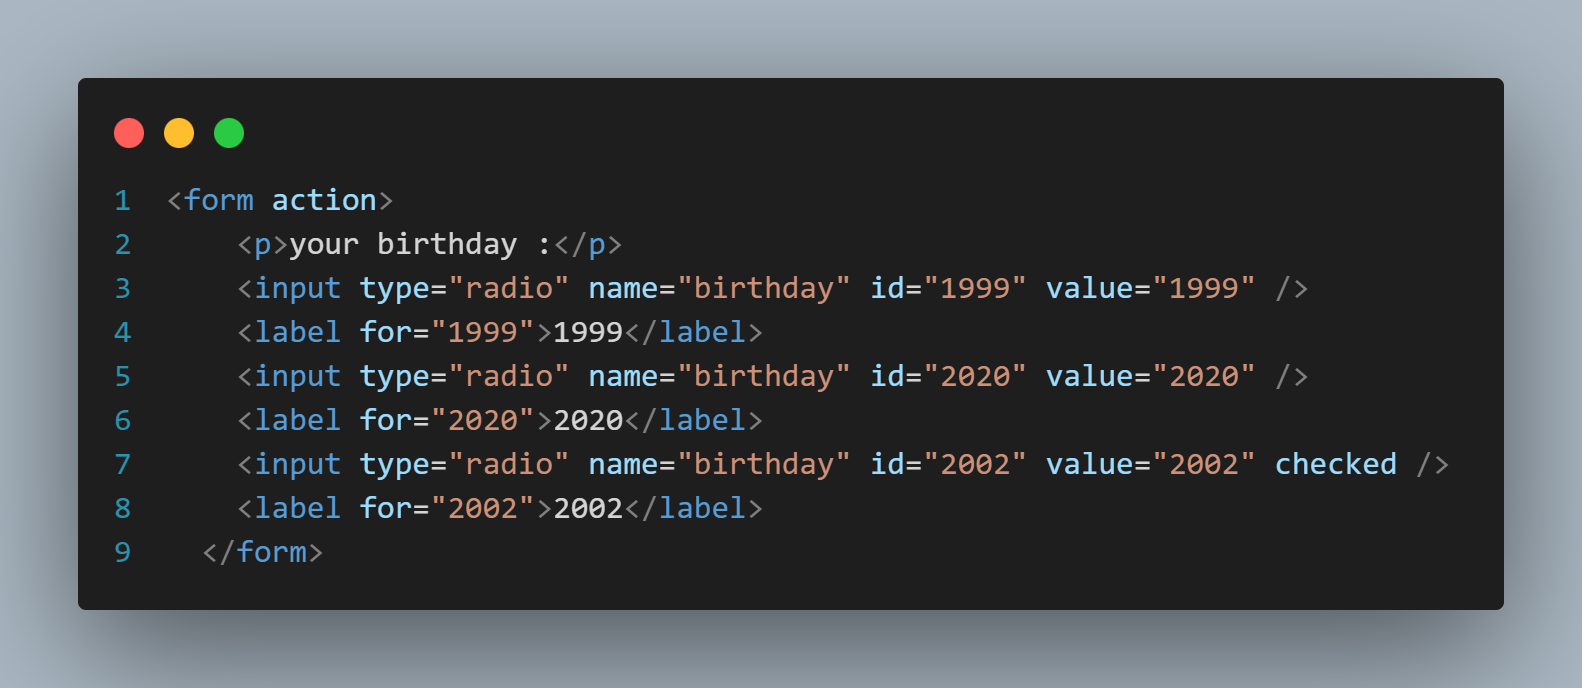 1 <form action>
2 <p>your birthday :</p>
3 <input type="radio" name="birthday" id="1999" value="1999" />
4 <label for="1999">1999</label>
5 <input type="radio" name="birthday" id="2020" value="2020" />
6 <label for="2020">2020</label>
7 <input type="radio" name="birthday" id="2002" value="2002" checked />
8 <label for="2002">2002</label>
9 </form>